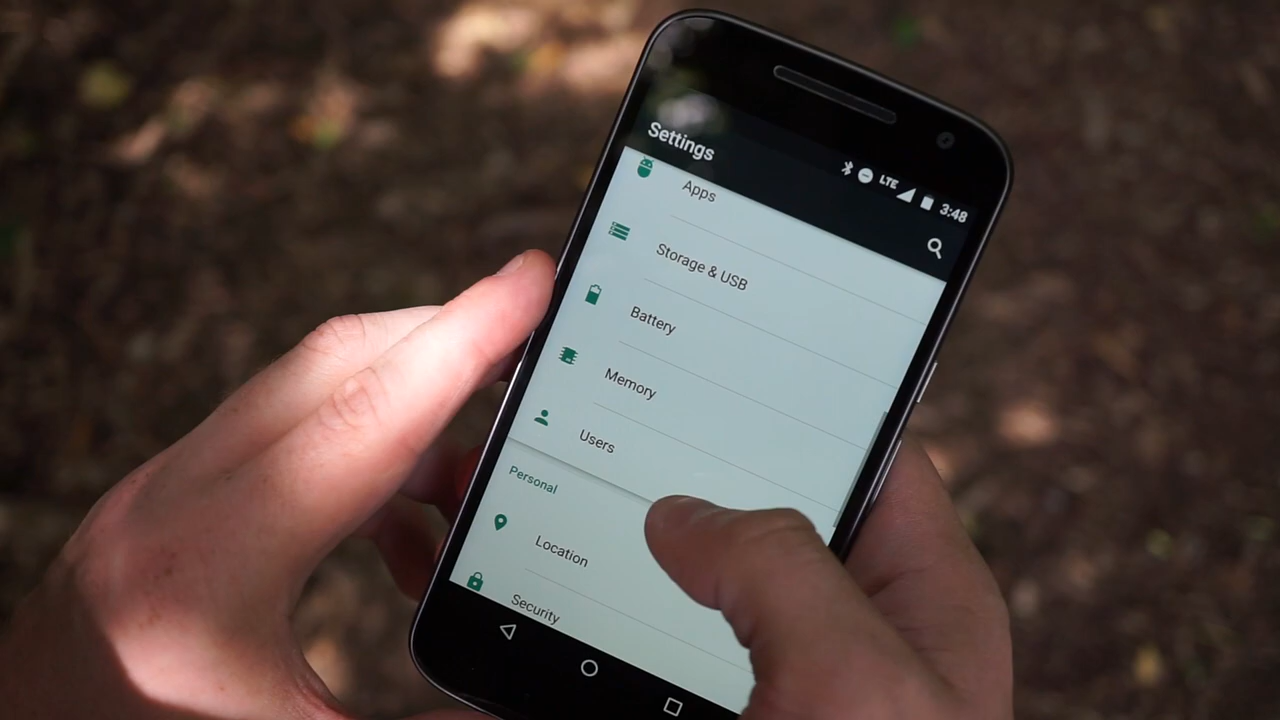 Settings
LTE 3:48
Apps
Storage & USB
Battery
Memory
Users
Personal
Location
Security